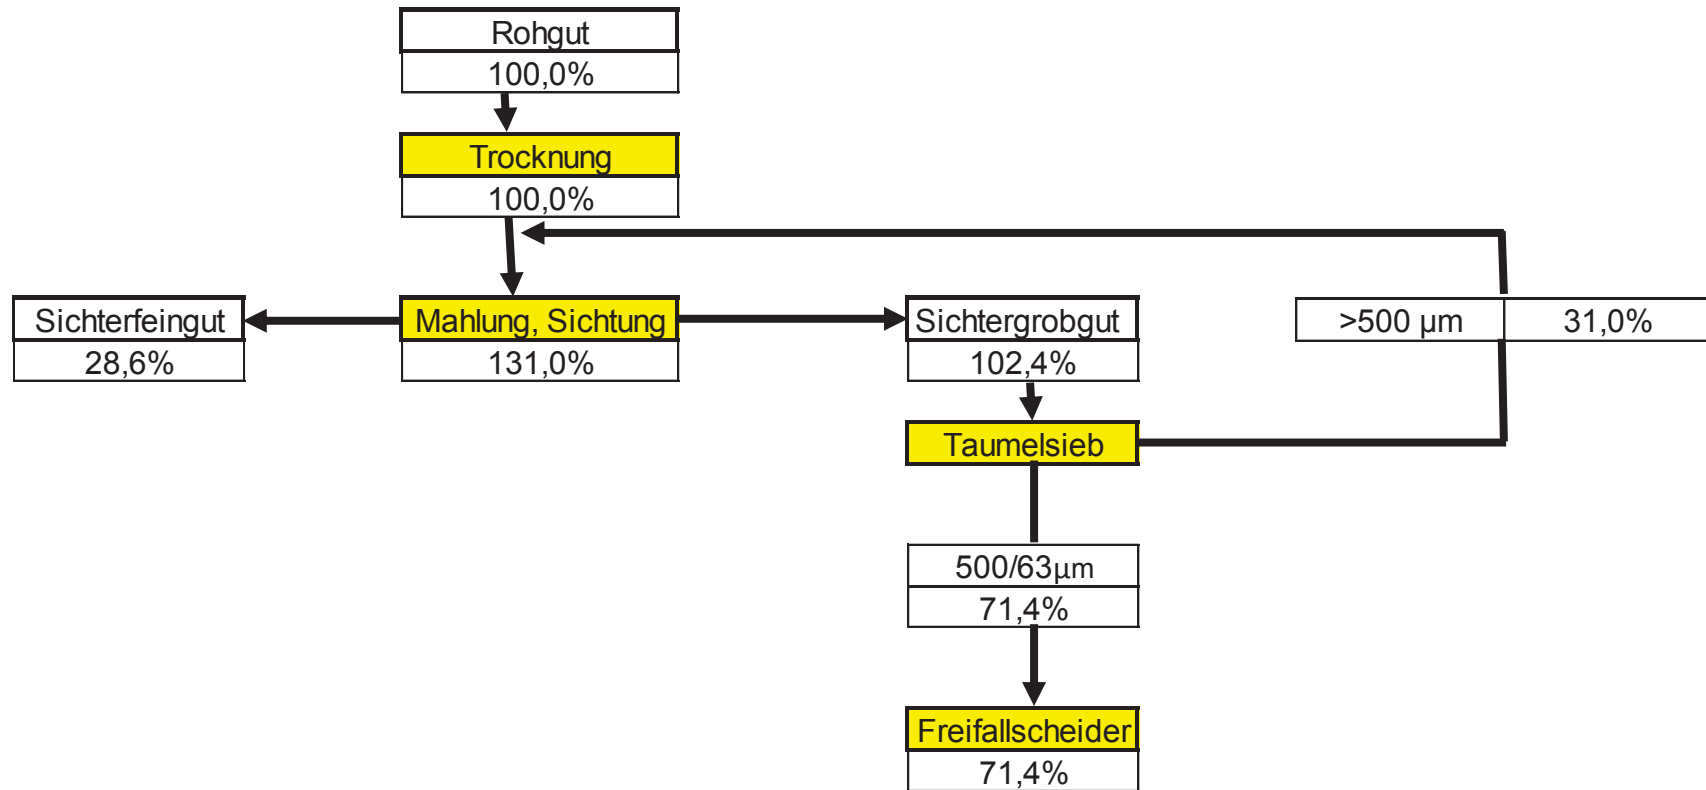 Rohgut
100,0%
Trocknung
100,0%
Sichterfeingut
28,6%
Mahlung, Sichtung
131,0%
Sichtergrobgut
102,4%
>500 µm
31,0%
Taumelsieb
500/63µm
71,4%
Freifallscheider
71,4%